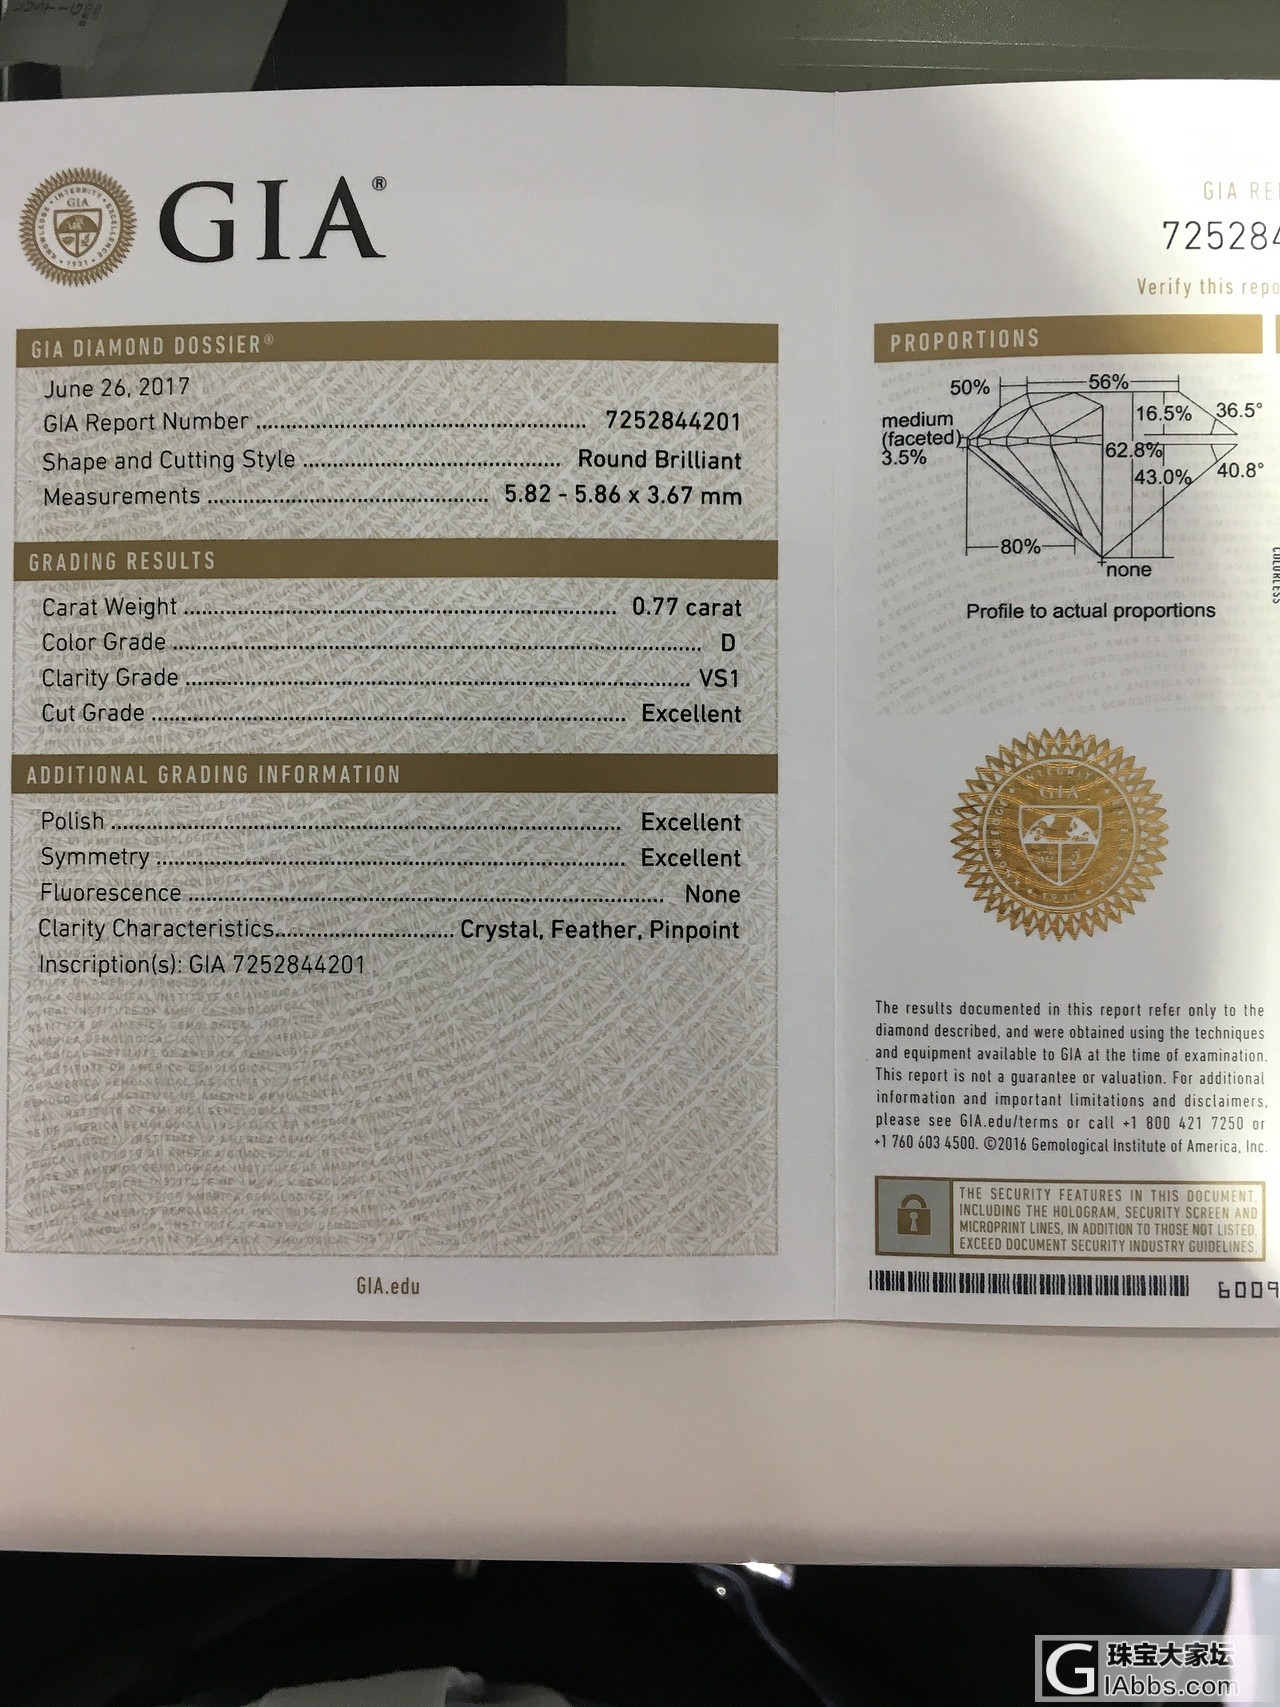 GIA®
GIA DIAMOND DOSSIER®
June 26, 2017
GIA Report Number 7252844201
Shape and Cutting Style Round Brilliant
Measurements 5.82 - 5.86 x 3.67 mm
GRADING RESULTS
Carat Weight 0.77 carat
Color Grade D
Clarity Grade VS1
Cut Grade Excellent
ADDITIONAL GRADING INFORMATION
Polish Excellent
Symmetry Excellent
Fluorescence None
Clarity Characteristics Crystal, Feather, Pinpoint
Inscription(s): GIA 7252844201
GIA.edu
GIA
725284
Verify this repo
PROPORTIONS
50%
56%
medium
(faceted)
3.5%
16.5%
36.5°
62.8%
43.0%
40.8°
80%
none
Profile to actual proportions
COLORLESS
The results documented in this report refer only to the
diamond described, and were obtained using the techniques
and equipment available to GIA at the time of examination.
This report is not a guarantee or valuation. For additional
information and important limitations and disclaimers,
please see GIA.edu/terms or call +1 800 421 7250 or
+1 760 603 4500. ©2016 Gemological Institute of America, Inc.
THE SECURITY FEATURES IN THIS DOCUMENT,
INCLUDING THE HOLOGRAM, SECURITY SCREEN AND
MICROPRINT LINES, IN ADDITION TO THOSE NOT LISTED,
EXCEED DOCUMENT SECURITY INDUSTRY GUIDELINES.
6009
珠宝大家坛
GIAbbs.com